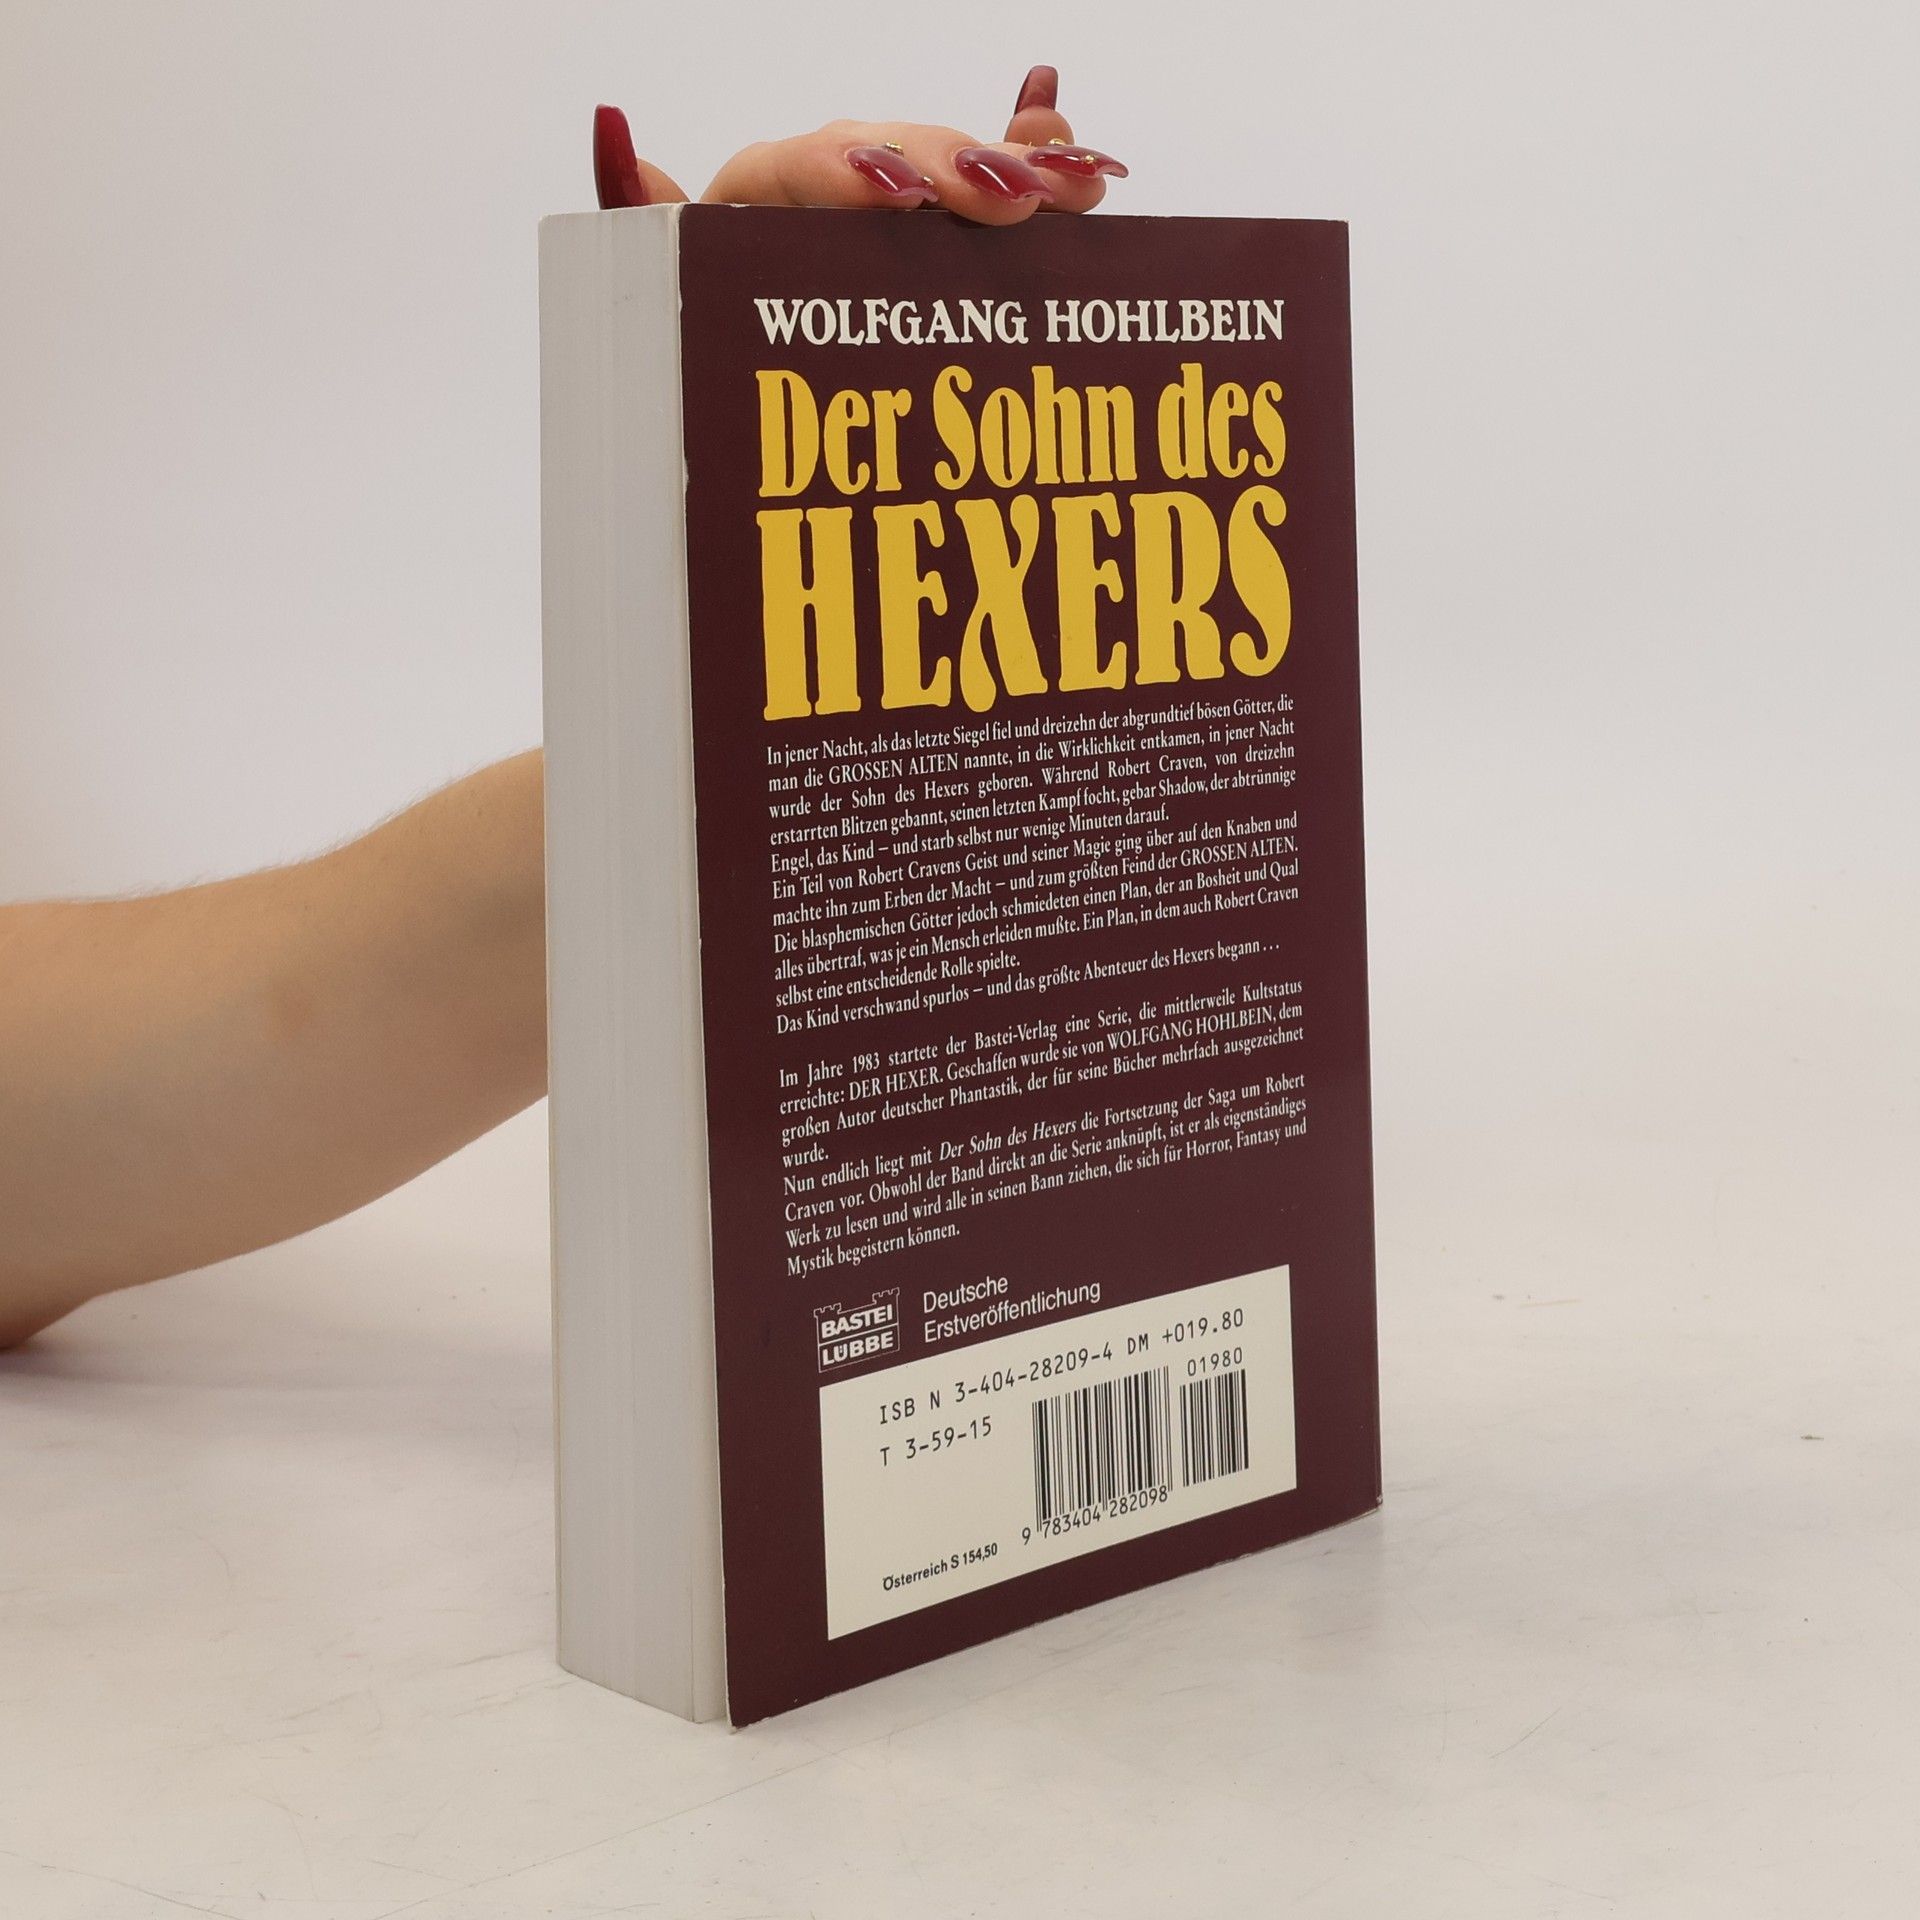 WOLFGANG HOHLBEIN
Der Sohn des
HEXERS
In jener Nacht, als das letzte Siegel fiel und dreizehn der abgrundtief bösen Götter, die
man die GROSSEN ALTEN nannte, in die Wirklichkeit entkamen, in jener Nacht
wurde der Sohn des Hexers geboren. Während Robert Craven, von dreizehn
erstarrten Blitzen gebannt, seinen letzten Kampf focht, gebar Shadow, der abtrünnige
Engel, das Kind – und starb selbst nur wenige Minuten darauf.
Ein Teil von Robert Cravens Geist und seiner Magie ging über auf den Knaben und
machte ihn zum Erben der Macht – und zum größten Feind der GROSSEN ALTEN.
Die blasphemischen Götter jedoch schmiedeten einen Plan, der an Bosheit und Qual
alles übertraf, was je ein Mensch erleiden mußte. Ein Plan, in dem auch Robert Craven
selbst eine entscheidende Rolle spielte.
Das Kind verschwand spurlos – und das größte Abenteuer des Hexers begann ...
Im Jahre 1983 startete der Bastei-Verlag eine Serie, die mittlerweile Kultstatus
erreichte: DER HEXER. Geschaffen wurde sie von WOLFGANG HOHLBEIN, dem
großen Autor deutscher Phantastik, der für seine Bücher mehrfach ausgezeichnet
wurde.
Nun endlich liegt mit Der Sohn des Hexers die Fortsetzung der Saga um Robert
Craven vor. Obwohl der Band direkt an die Serie anknüpft, ist er als eigenständiges
Werk zu lesen und wird alle in seinen Bann ziehen, die sich für Horror, Fantasy und
Mystik begeistern können.
BASTEI
LÜBBE
Deutsche
Erstveröffentlichung
ISB N 3-404-28209-4 DM +019.80
T 3-59-15
01980
9 783404 282098
Österreich S 154,50